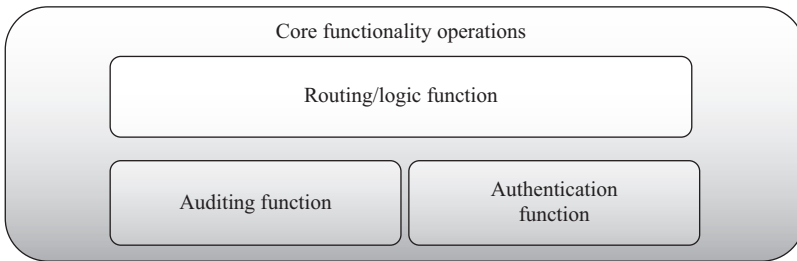 Core functionality operations
Routing/logic function
Auditing function
Authentication
function